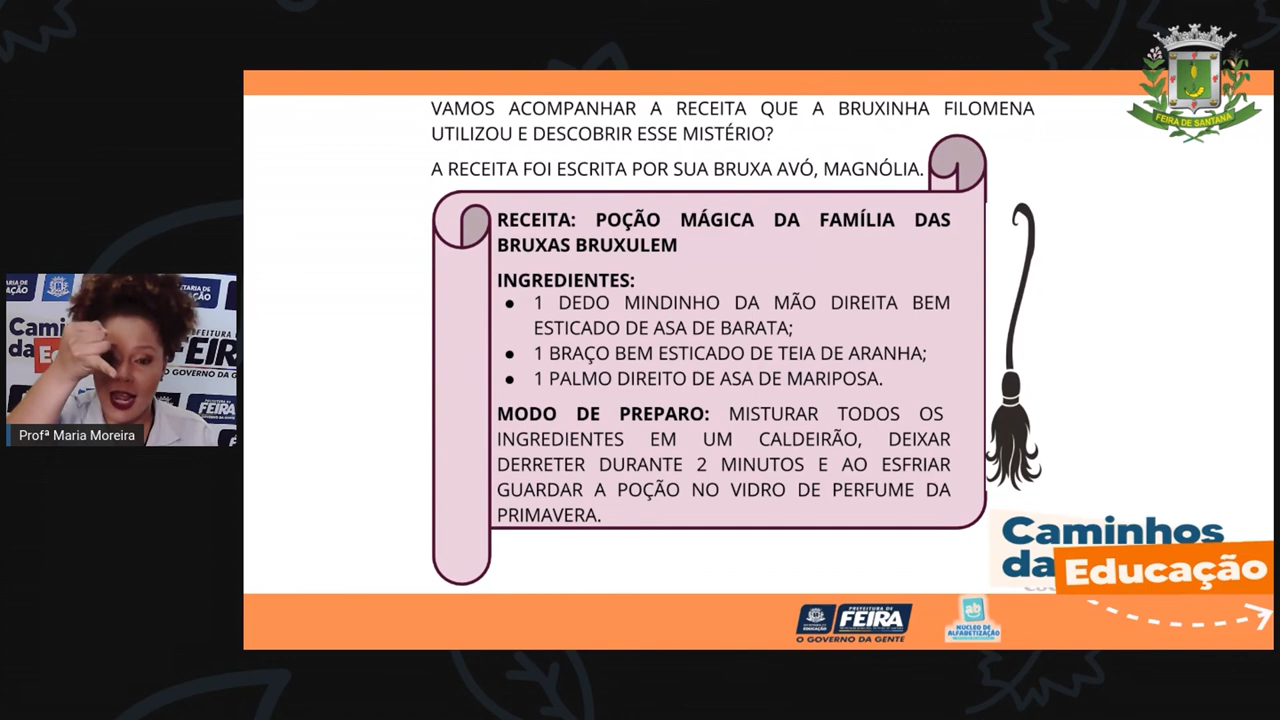 FEIRA DE SANTANA
VAMOS ACOMPANHAR A RECEITA QUE A BRUXINHA FILOMENA
UTILIZOU E DESCOBRIR ESSE MISTÉRIO?
A RECEITA FOI ESCRITA POR SUA BRUXA AVÓ, MAGNÓLIA.
RECEITA: POÇÃO MÁGICA DA FAMÍLIA DAS
BRUXAS BRUXULEM
INGREDIENTES:
● 1 DEDO MINDINHO DA MÃO DIREITA BEM
ESTICADO DE ASA DE BARATA;
● 1 BRAÇO BEM ESTICADO DE TEIA DE ARANHA;
● 1 PALMO DIREITO DE ASA DE MARIPOSA.
MODO DE PREPARO: MISTURAR TODOS OS
INGREDIENTES EM UM CALDEIRÃO, DEIXAR
DERRETER DURANTE 2 MINUTOS E AO ESFRIAR
GUARDAR A POÇÃO NO VIDRO DE PERFUME DA
PRIMAVERA.
Profª Maria Moreira
Caminhos
da Educação
EDUCAÇÃO
PREFEITURA DE
FEIRA
O GOVERNO DA GENTE
ab
NÚCLEO DE
ALFABETIZAÇÃO